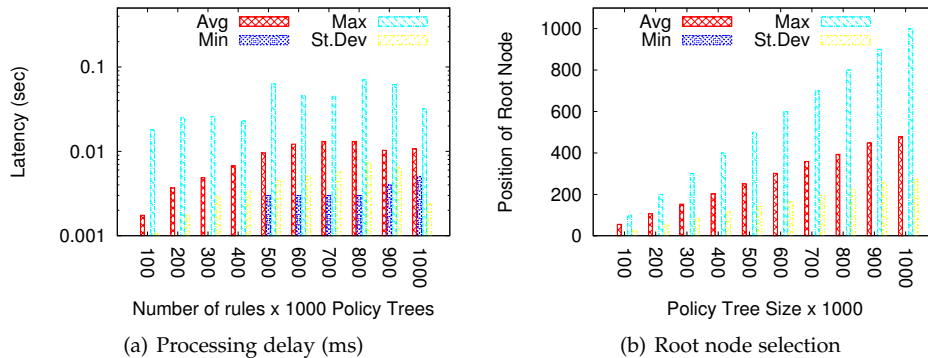 Avg
Min
Max
St.Dev
Latency (sec)
0.1
0.01
0.001
100
200
300
400
500
600
700
800
900
1000
Number of rules x 1000 Policy Trees
(a) Processing delay (ms)
Avg
Min
Max
St.Dev
Position of Root Node
1000
800
600
400
200
0
100
200
300
400
500
600
700
800
900
1000
Policy Tree Size x 1000
(b) Root node selection